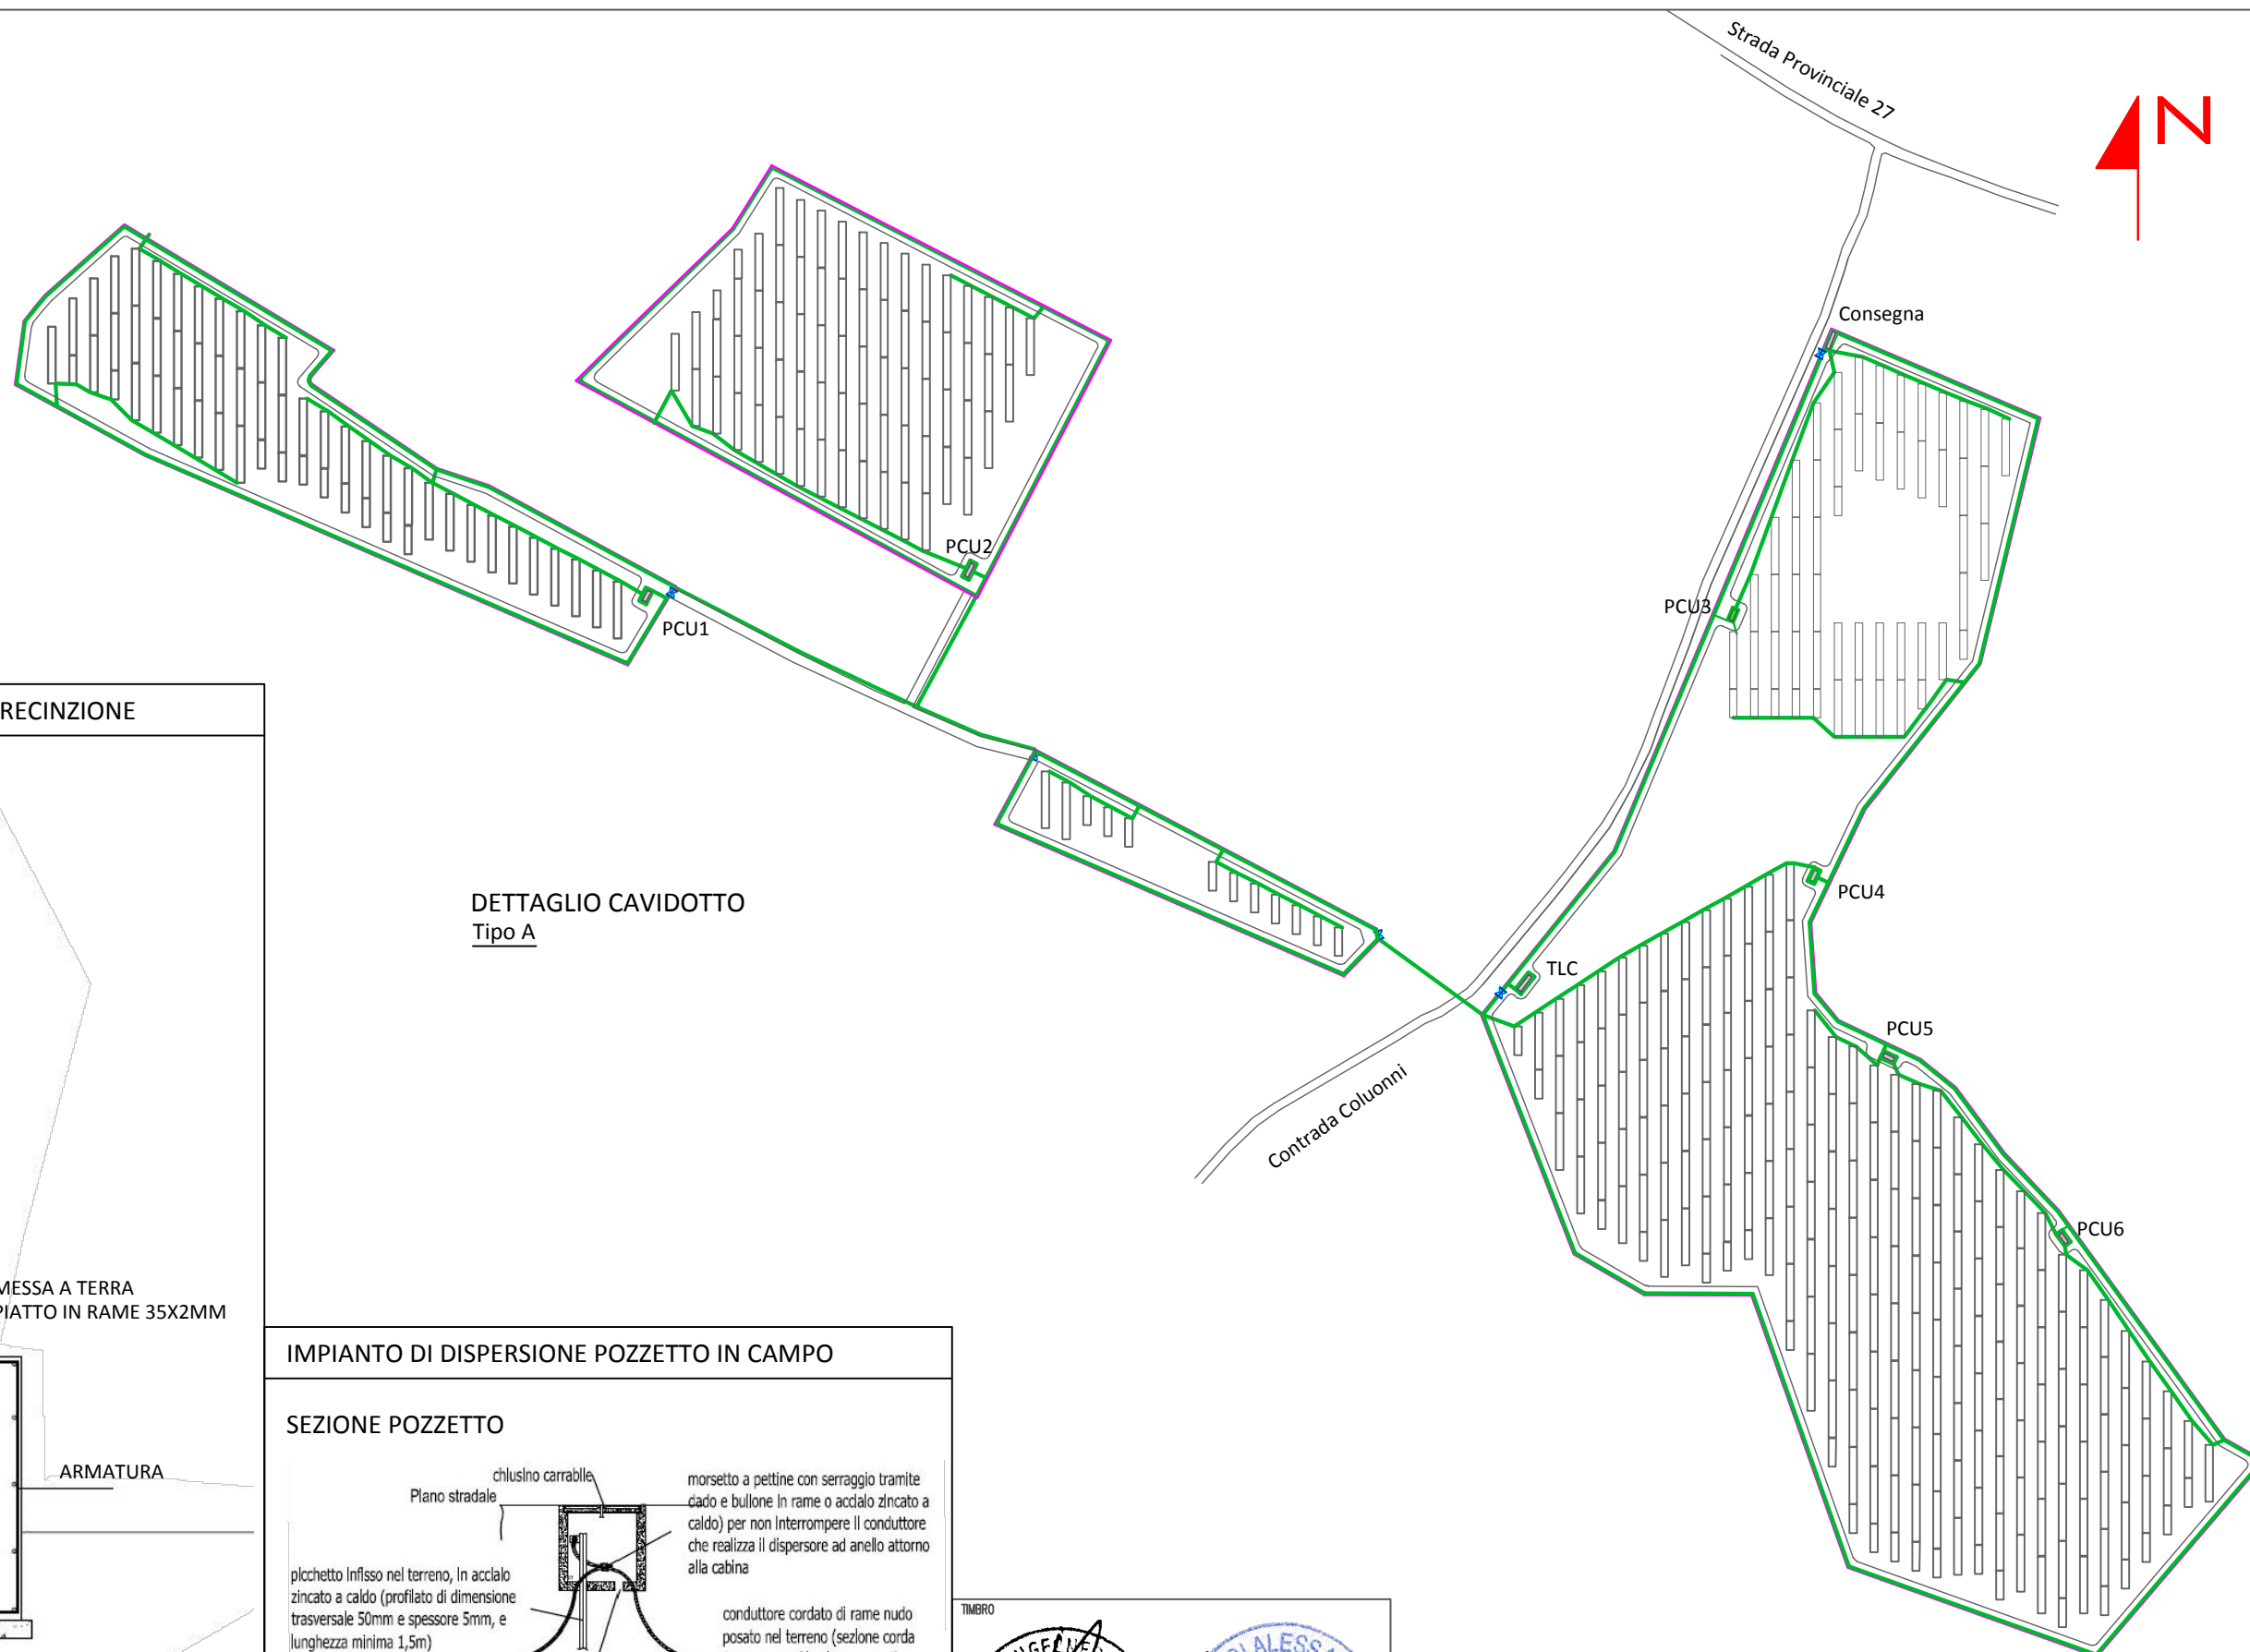 Strada Provinciale 27
N
Consegna
PCU2
PCU1
PCU3
RECINZIONE
DETTAGLIO CAVIDOTTO
Tipo A
PCU4
TLC
PCU5
Contrada Coluonni
PCU6
MESSA A TERRA
PIATTO IN RAME 35X2MM
ARMATURA
IMPIANTO DI DISPERSIONE POZZETTO IN CAMPO
SEZIONE POZZETTO
chiusino carrabile
Piano stradale
morsetto a pettine con serraggio tramite
dado e bullone in rame o acciaio zincato a
caldo) per non interrompere il conduttore
che realizza il dispersore ad anello attorno
alla cabina
picchetto infisso nel terreno, in acciaio
zincato a caldo (profilato di dimensione
trasversale 50mm e spessore 5mm, e
lunghezza minima 1,5m)
conduttore cordato di rame nudo
posato nel terreno (sezione corda
TIMBRO